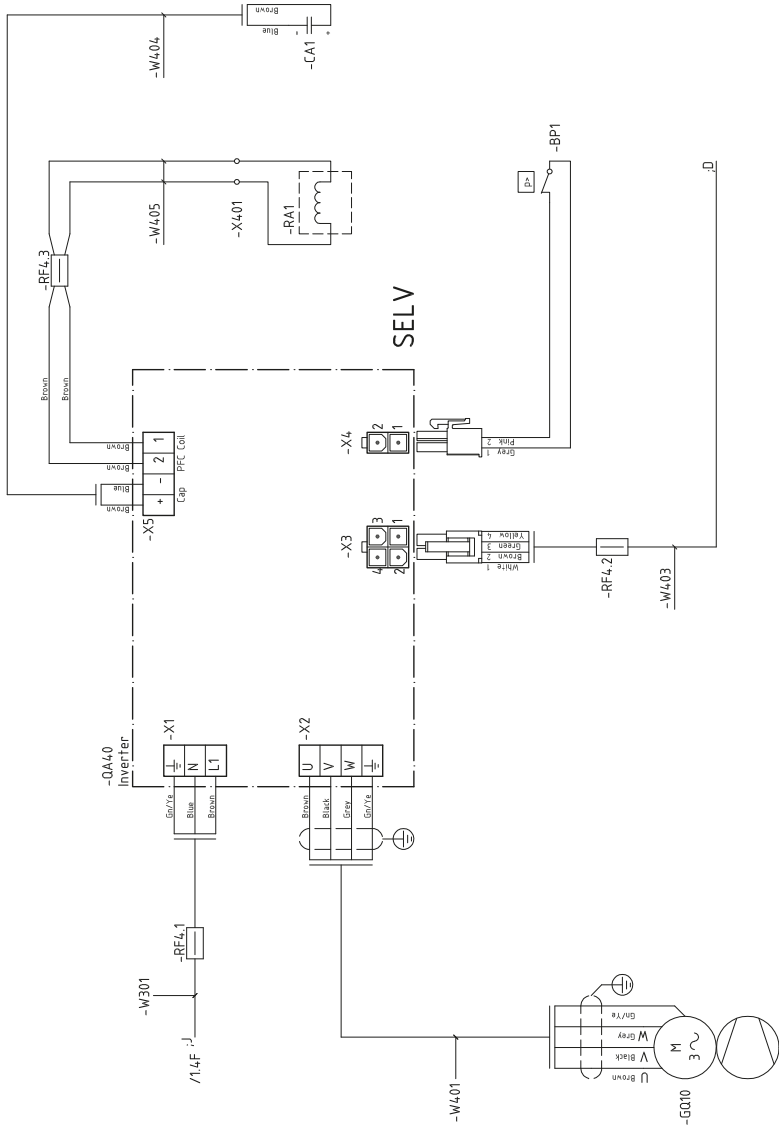 -W404
Brown
Blue
-
+
-CA1
-RF4.3
-W405
-X401
-RA1
-BP1
p>
Brown
Brown
SELV
Brown
Blue
Brown
Brown
+
-
2
1
Cap
PFC Coil
-X5
-X4
2
1
Grey 1
Pink 2
-X3
4
3
2
1
White 1
Brown 2
Green 3
Yellow 4
-RF4.2
-W403
;D
-QA40
Inverter
-X1
N
L1
Gn/Ye
Blue
Brown
-X2
U
V
W
Brown
Black
Grey
Gn/Ye
-RF4.1
-W301
/1.4F ;J
-W401
U Brown
V Black
W Grey
Gn/Ye
M
3~
-GQ10